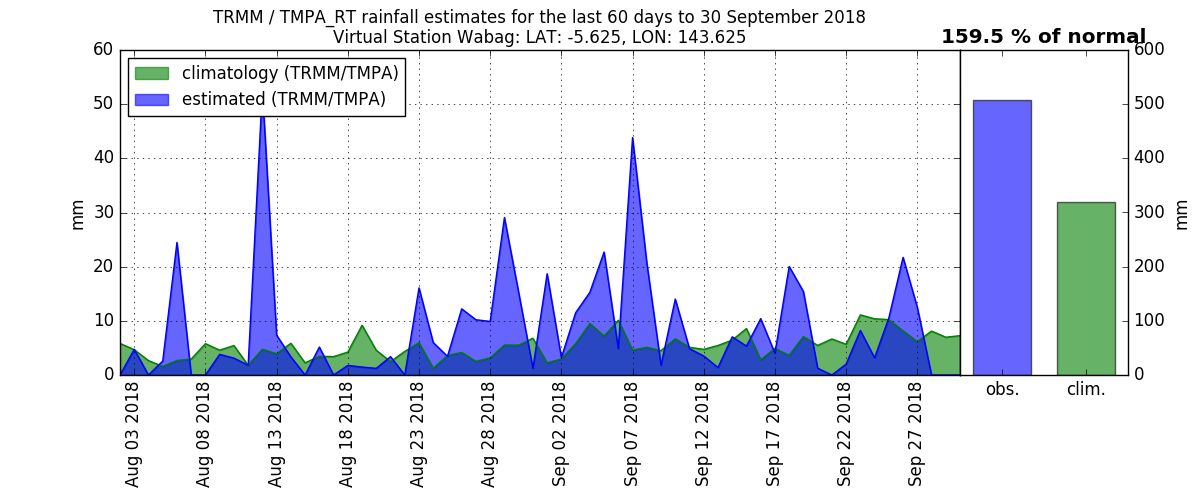 TRMM / TMPA_RT rainfall estimates for the last 60 days to 30 September 2018
Virtual Station Wabag: LAT: -5.625, LON: 143.625
159.5 % of normal
climatology (TRMM/TMPA)
estimated (TRMM/TMPA)
mm
60
50
40
30
20
10
0
Aug 03 2018
Aug 08 2018
Aug 13 2018
Aug 18 2018
Aug 23 2018
Aug 28 2018
Sep 02 2018
Sep 07 2018
Sep 12 2018
Sep 17 2018
Sep 22 2018
Sep 27 2018
obs.
clim.
600
500
400
300
200
100
0
mm